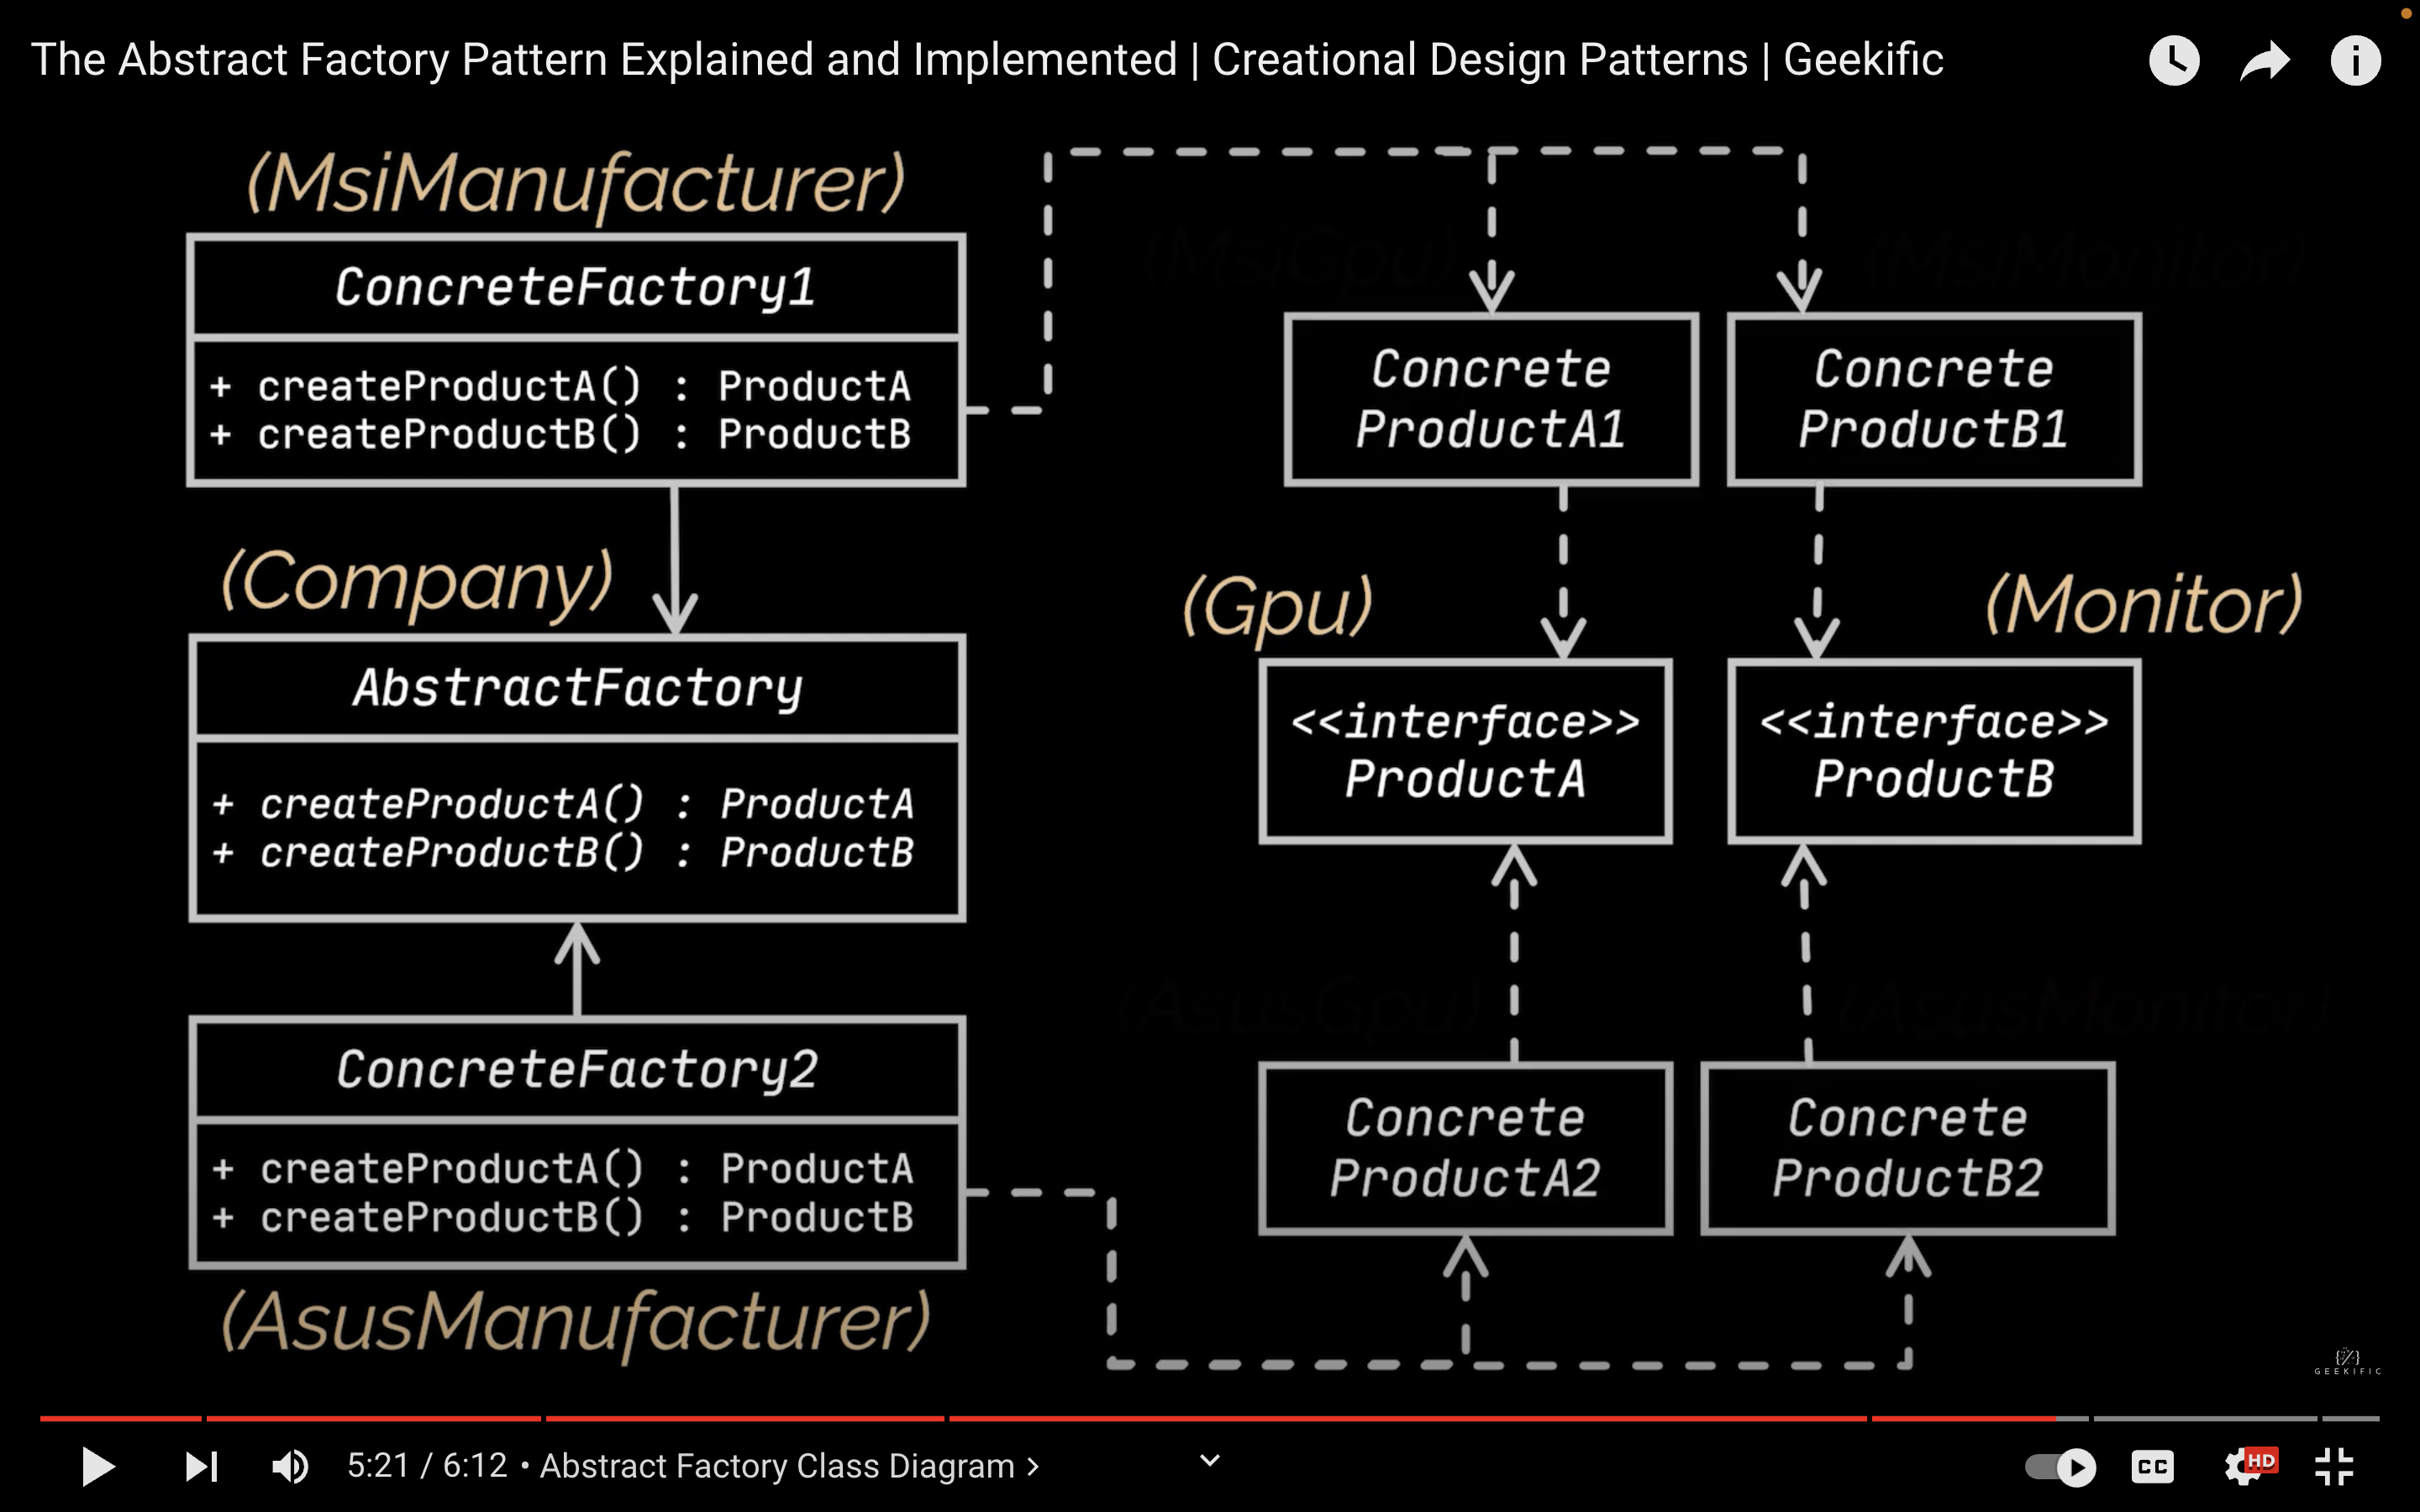 The Abstract Factory Pattern Explained and Implemented | Creational Design Patterns | Geekific
(MsiManufacturer)
ConcreteFactory1
+ createProductA() : ProductA
+ createProductB() : ProductB
(MsiGpu)
(MsiMonitor)
Concrete
ProductA1
Concrete
ProductB1
(Company)
AbstractFactory
+ createProductA() : ProductA
+ createProductB() : ProductB
(Gpu)
(Monitor)
<<interface>>
ProductA
<<interface>>
ProductB
ConcreteFactory2
+ createProductA() : ProductA
+ createProductB() : ProductB
(AsusManufacturer)
(AsusGpu)
(AsusMonitor)
Concrete
ProductA2
Concrete
ProductB2
{/}
GEEKIFIC
5:21 / 6:12 • Abstract Factory Class Diagram >
CC
HD